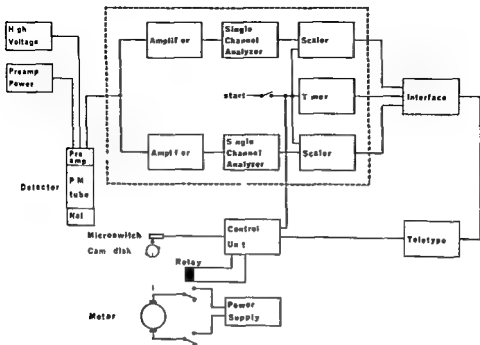 High
Voltage
Preamp
Power
Amplifier
Single
Channel
Analyzer
Scaler
start
Timer
Interface
Amplifier
Single
Channel
Analyser
Scaler
Pre
amp
PM
tube
NaI
Detector
Microswitch
Cam disk
Control
Unit
Teletype
Relay
Motor
Power
Supply